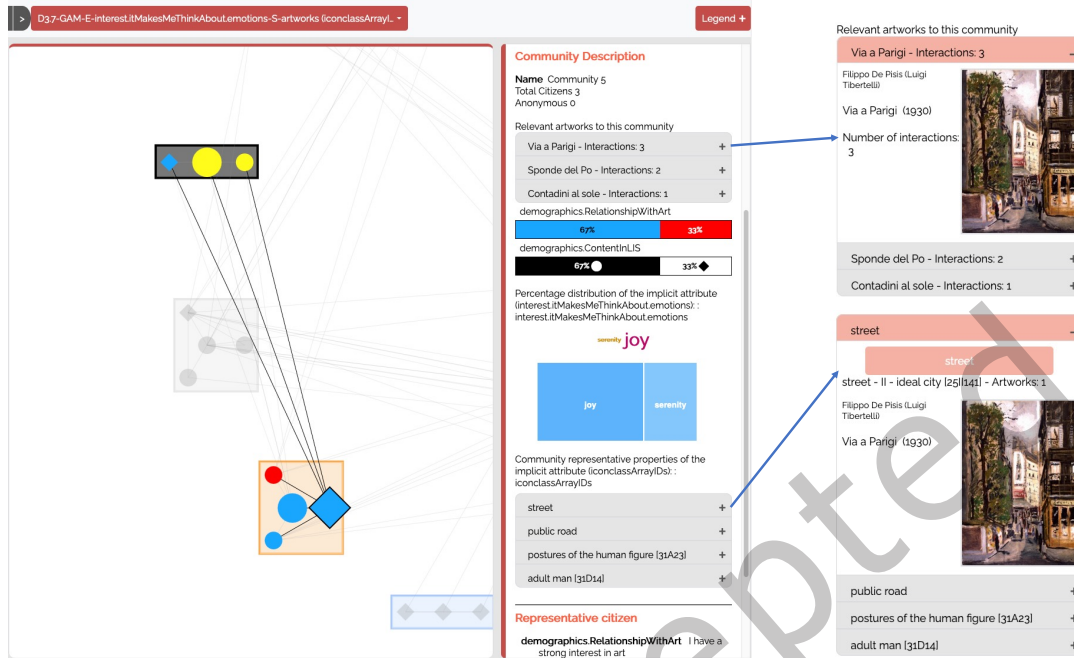 >
D3.7-GAM-E-interest.itMakesMeThinkAbout.emotions-S-artworks (iconclassArrayI...
Legend +
Community Description
Name Community 5
Total Citizens 3
Anonymous 0
Relevant artworks to this community
Via a Parigi - Interactions: 3 +
Sponde del Po - Interactions: 2 +
Contadini al sole - Interactions: 1 +
demographics.RelationshipWithArt
67% 33%
demographics.ContentInLIS
67% 33%
Percentage distribution of the implicit attribute
(interest.itMakesMeThinkAbout.emotions): :
interest.itMakesMeThinkAbout.emotions
serenity joy
joy serenity
Community representative properties of the
implicit attribute (iconclassArrayIDs): :
iconclassArrayIDs
street +
public road +
postures of the human figure [31A23] +
adult man [31D14] +
Representative citizen
demographics.RelationshipWithArt I have a
strong interest in art
Relevant artworks to this community
Via a Parigi - Interactions: 3 –
Filippo De Pisis (Luigi
Tibertelli)
Via a Parigi (1930)
Number of interactions:
3
Sponde del Po - Interactions: 2 +
Contadini al sole - Interactions: 1 +
street –
street
street - II - ideal city [25II141] - Artworks: 1
Filippo De Pisis (Luigi
Tibertelli)
Via a Parigi (1930)
public road +
postures of the human figure [31A23] +
adult man [31D14] +
pted